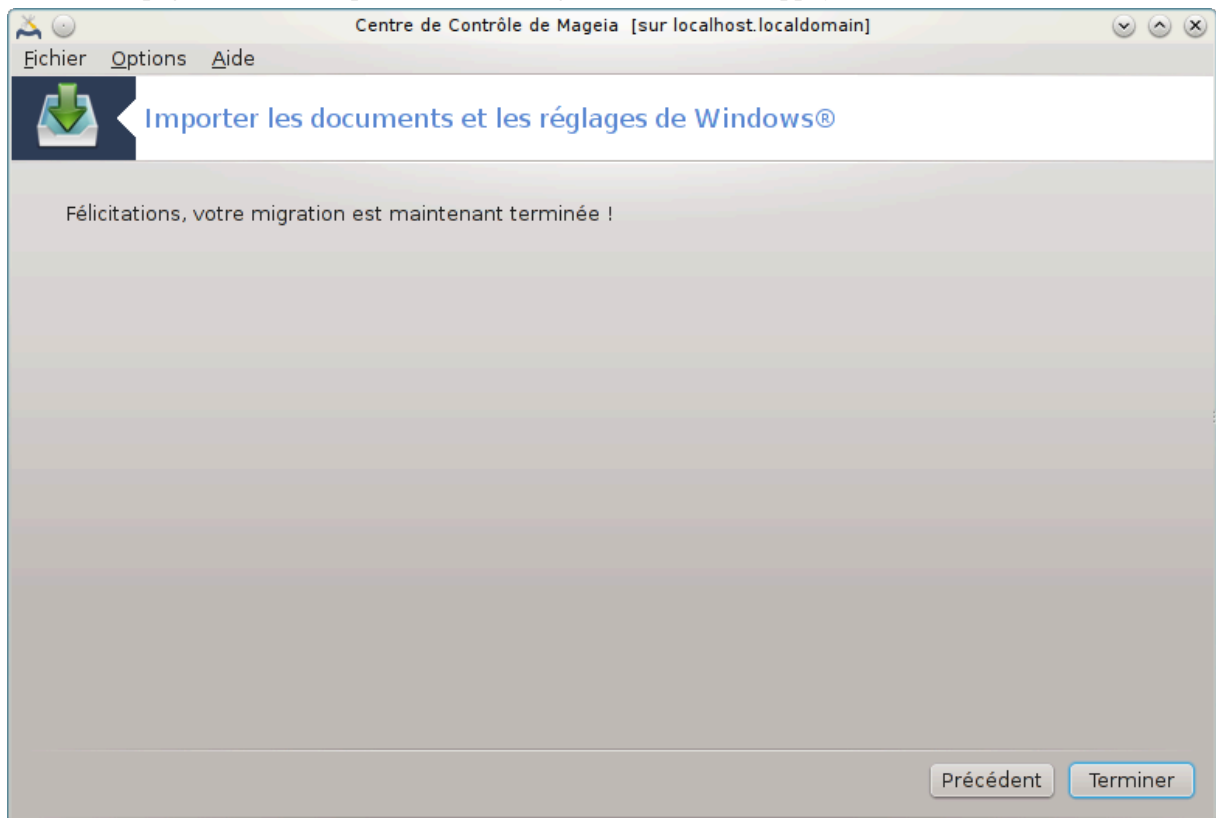 Centre de Contrôle de Mageia [sur localhost.localdomain]
Fichier Options Aide
Importer les documents et les réglages de Windows®
Félicitations, votre migration est maintenant terminée !
Précédent Terminer